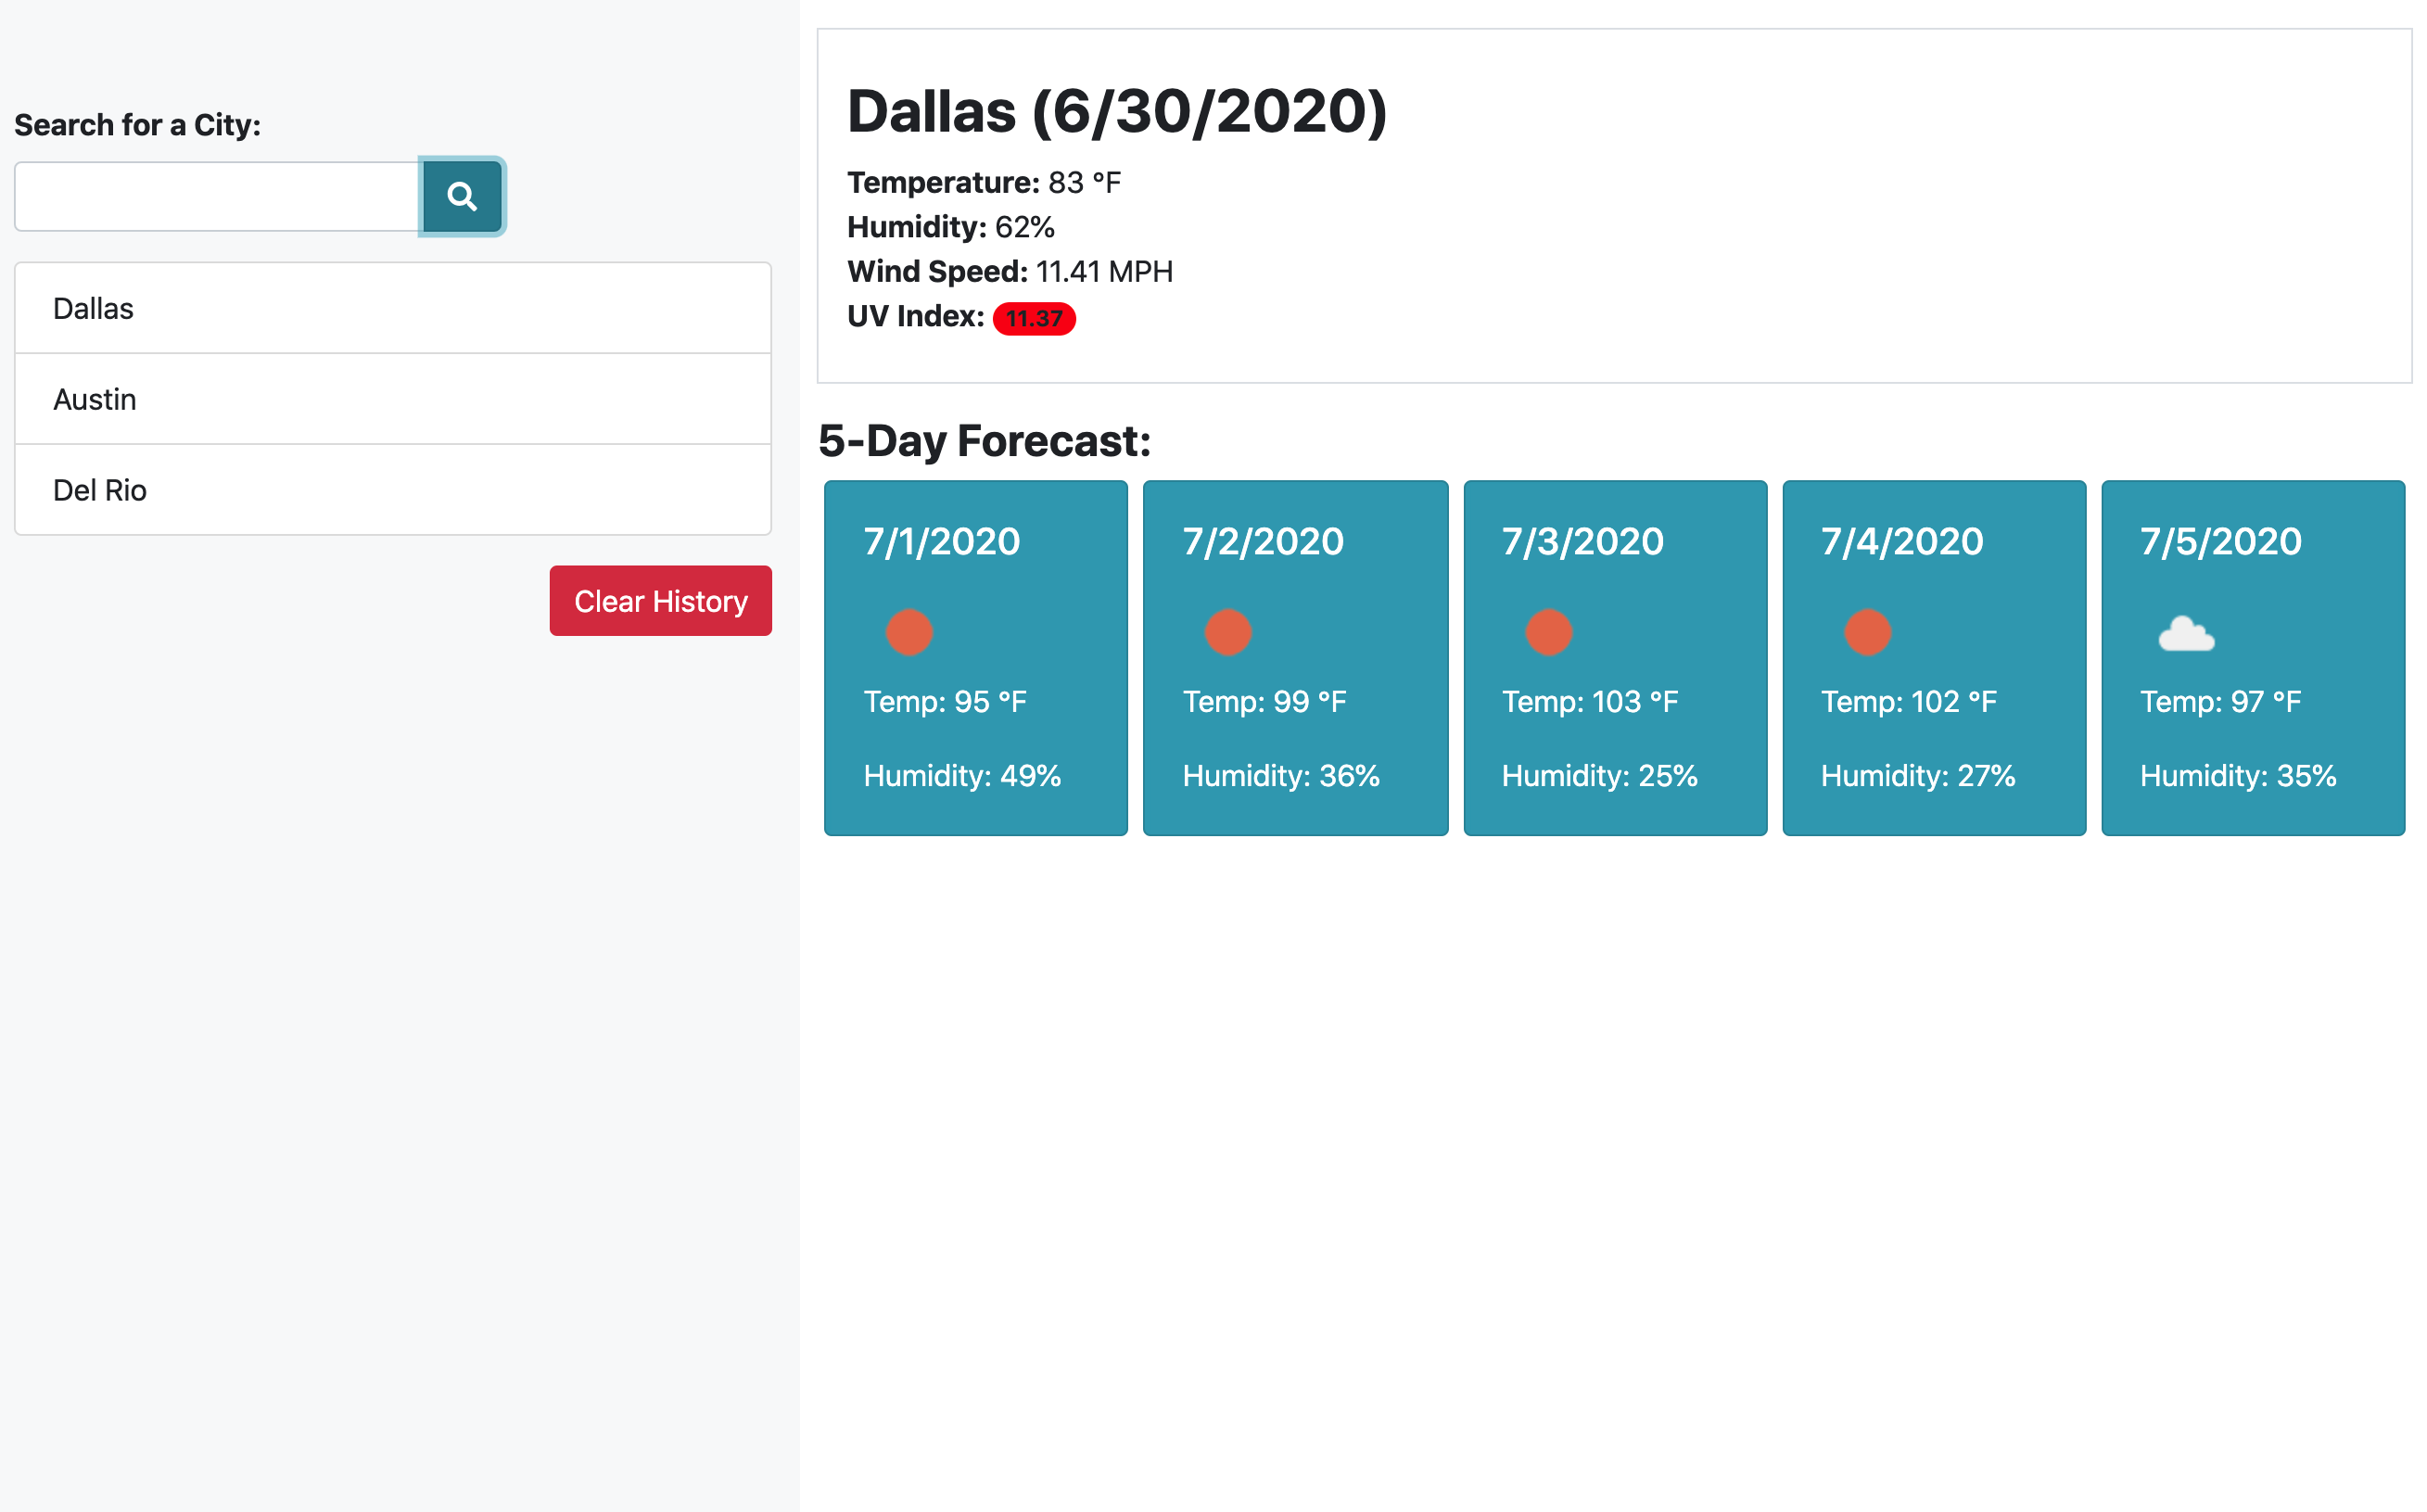 Search for a City:
Dallas
Austin
Del Rio
Clear History
Dallas (6/30/2020)
Temperature: 83 °F
Humidity: 62%
Wind Speed: 11.41 MPH
UV Index: 11.37
5-Day Forecast:
7/1/2020
Temp: 95 °F
Humidity: 49%
7/2/2020
Temp: 99 °F
Humidity: 36%
7/3/2020
Temp: 103 °F
Humidity: 25%
7/4/2020
Temp: 102 °F
Humidity: 27%
7/5/2020
Temp: 97 °F
Humidity: 35%